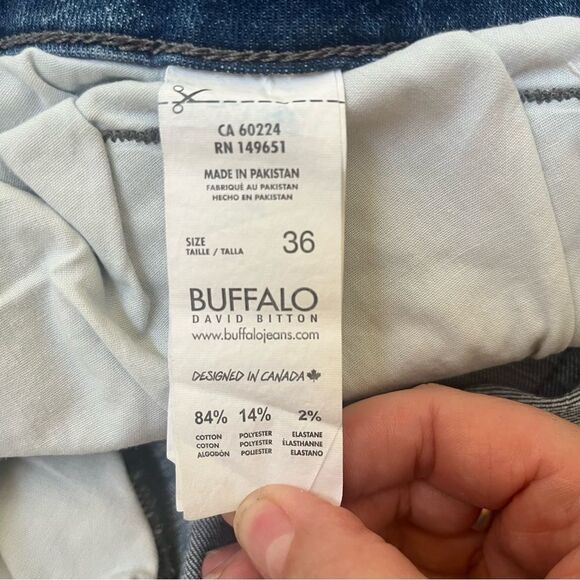 CA 60224
RN 149651
MADE IN PAKISTAN
FABRIQUÉ AU PAKISTAN
HECHO EN PAKISTAN
SIZE 36
TAILLE / TALLA
BUFFALO
DAVID BITTON
www.buffalojeans.com
DESIGNED IN CANADA
84% 14% 2%
COTTON POLYESTER ELASTANE
COTON POLYESTER ÉLASTHANNE
ALGODÓN POLIESTER ELASTANO